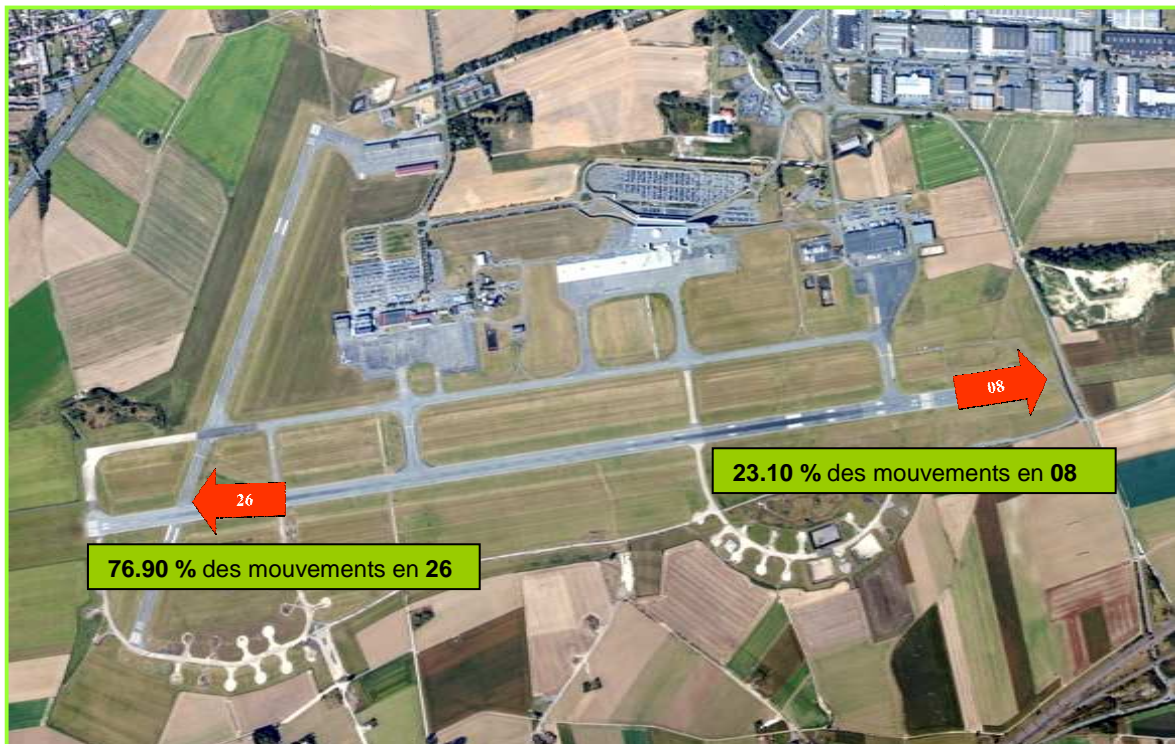 08
23.10 % des mouvements en 08
26
76.90 % des mouvements en 26